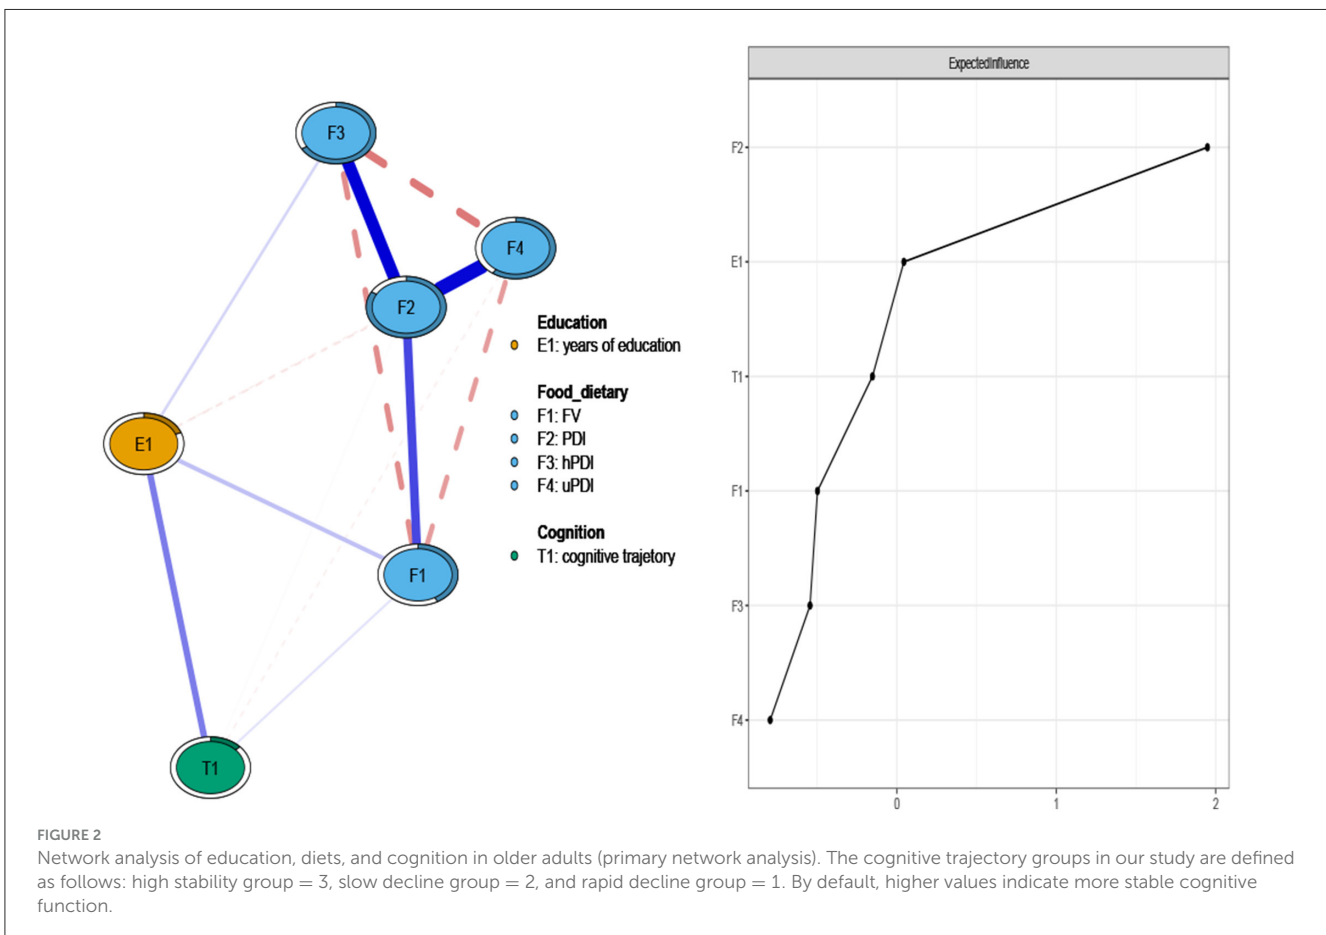 F3
F4
F2
E1
F1
T1
Education
E1: years of education
Food_dietary
F1: FV
F2: PDI
F3: hPDI
F4: uPDI
Cognition
T1: cognitive trajetory
ExpectedInfluence
F2
E1
T1
F1
F3
F4
0 1 2
FIGURE 2
Network analysis of education, diets, and cognition in older adults (primary network analysis). The cognitive trajectory groups in our study are defined
as follows: high stability group = 3, slow decline group = 2, and rapid decline group = 1. By default, higher values indicate more stable cognitive
function.